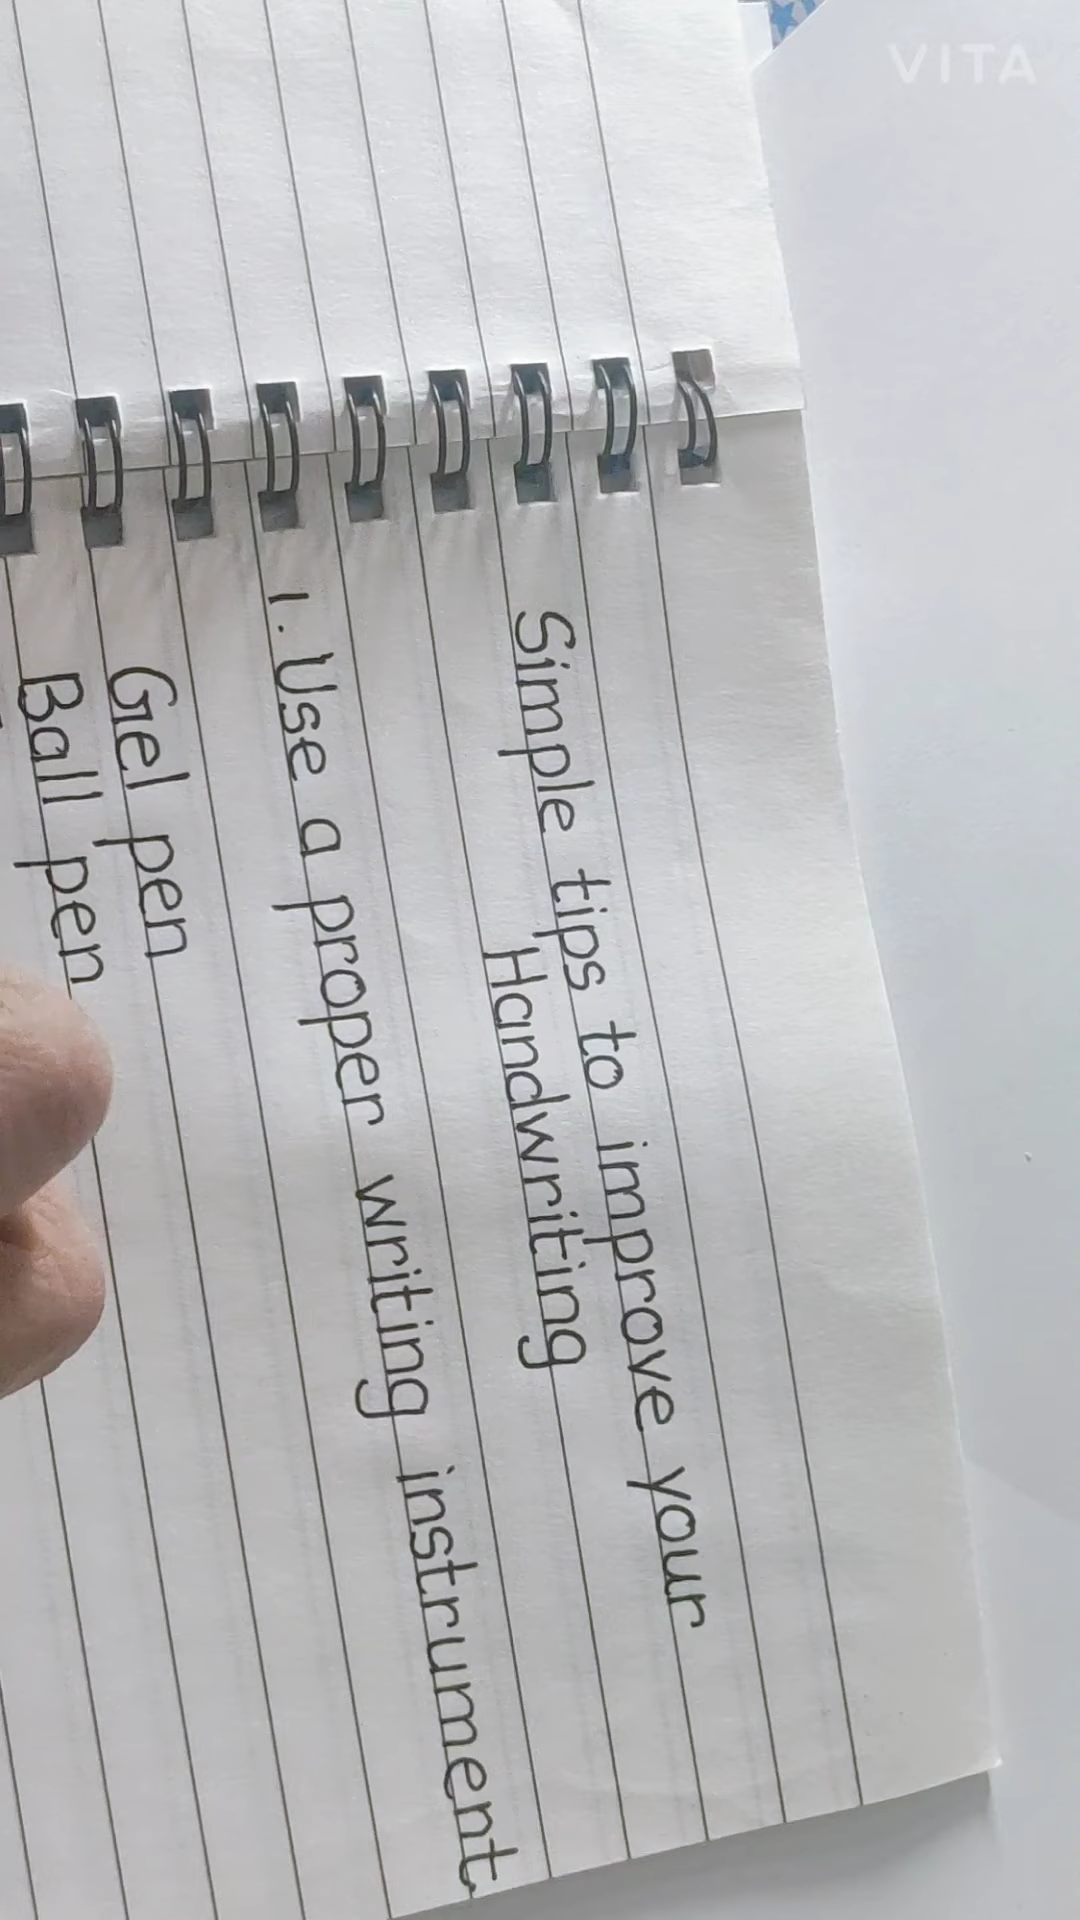 VITA
Simple tips to improve your
Handwriting
1. Use a proper writing instrument.
Gel pen
Ball pen